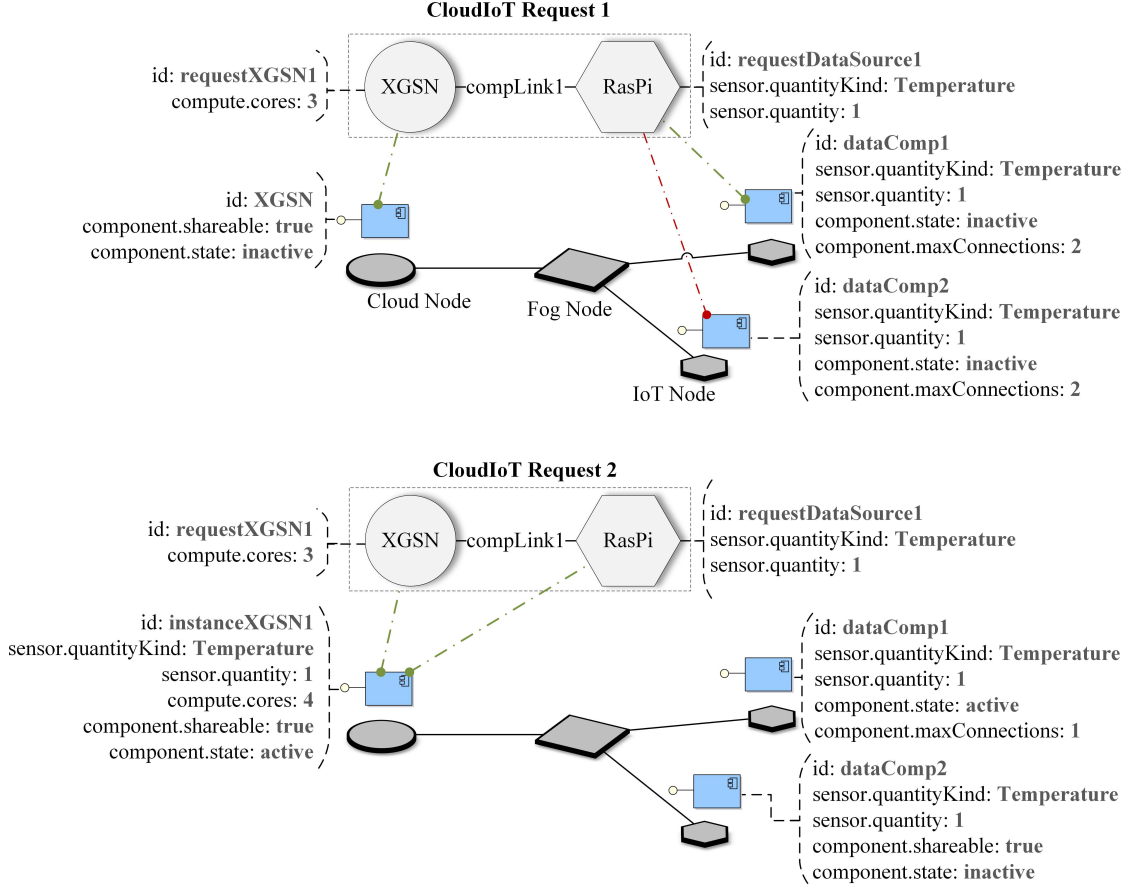 CloudIoT Request 1
id: requestXGSN1
compute.cores: 3
XGSN
compLink1
RasPi
id: requestDataSource1
sensor.quantityKind: Temperature
sensor.quantity: 1
id: dataComp1
sensor.quantityKind: Temperature
sensor.quantity: 1
component.state: inactive
component.maxConnections: 2
id: XGSN
component.shareable: true
component.state: inactive
Cloud Node
Fog Node
IoT Node
id: dataComp2
sensor.quantityKind: Temperature
sensor.quantity: 1
component.state: inactive
component.maxConnections: 2
CloudIoT Request 2
id: requestXGSN1
compute.cores: 3
XGSN
compLink1
RasPi
id: requestDataSource1
sensor.quantityKind: Temperature
sensor.quantity: 1
id: instanceXGSN1
sensor.quantityKind: Temperature
sensor.quantity: 1
compute.cores: 4
component.shareable: true
component.state: active
id: dataComp1
sensor.quantityKind: Temperature
sensor.quantity: 1
component.state: active
component.maxConnections: 1
id: dataComp2
sensor.quantityKind: Temperature
sensor.quantity: 1
component.shareable: true
component.state: inactive